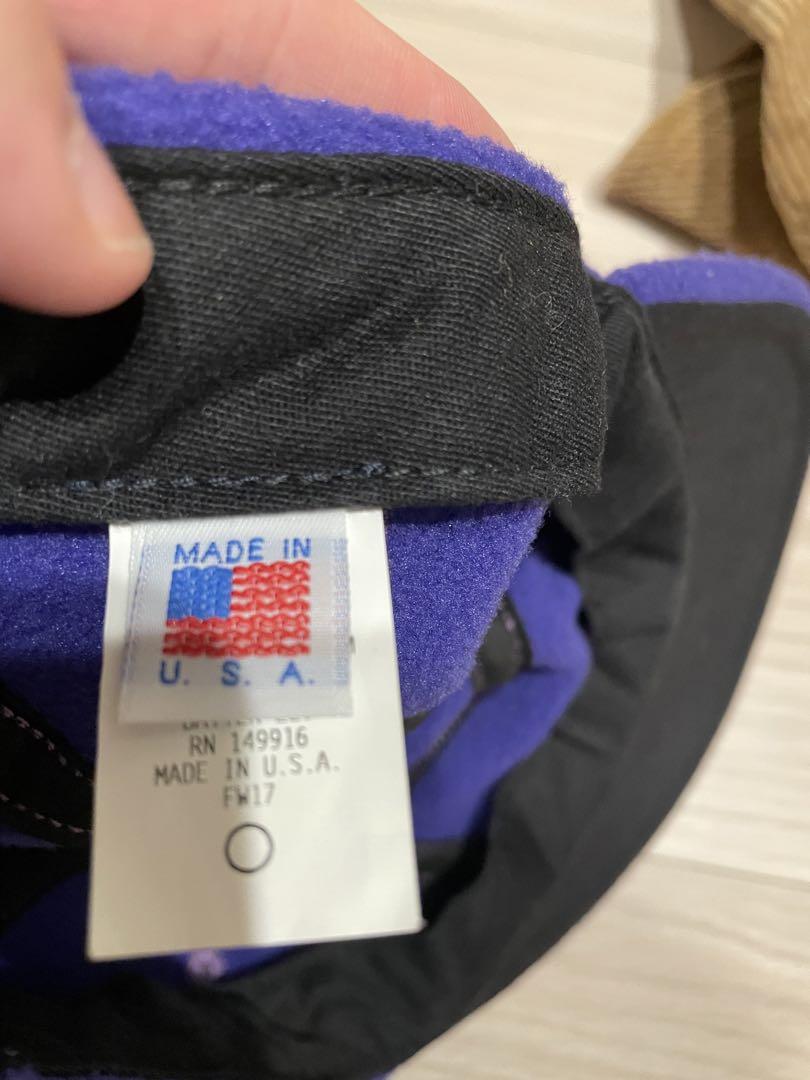 MADE IN
U. S. A.
RN 149916
MADE IN U.S.A.
FW17